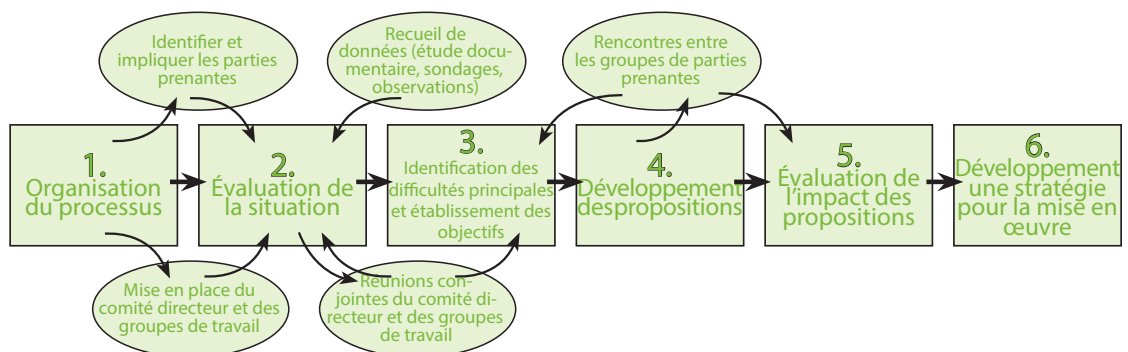 Identifier et
impliquer les parties
prenantes
Recueil de
données (étude docu-
mentaire, sondages,
observations)
Rencontres entre
les groupes de parties
prenantes
1.
Organisation
du processus
2.
Évaluation de
la situation
3.
Identification des
difficultés principales
et établissement des
objectifs
4.
Développement
despropositions
5.
Évaluation de
l’impact des
propositions
6.
Développement
une stratégie
pour la mise en
œuvre
Mise en place du
comité directeur et des
groupes de travail
Réunions con-
jointes du comité di-
recteur et des groupes
de travail